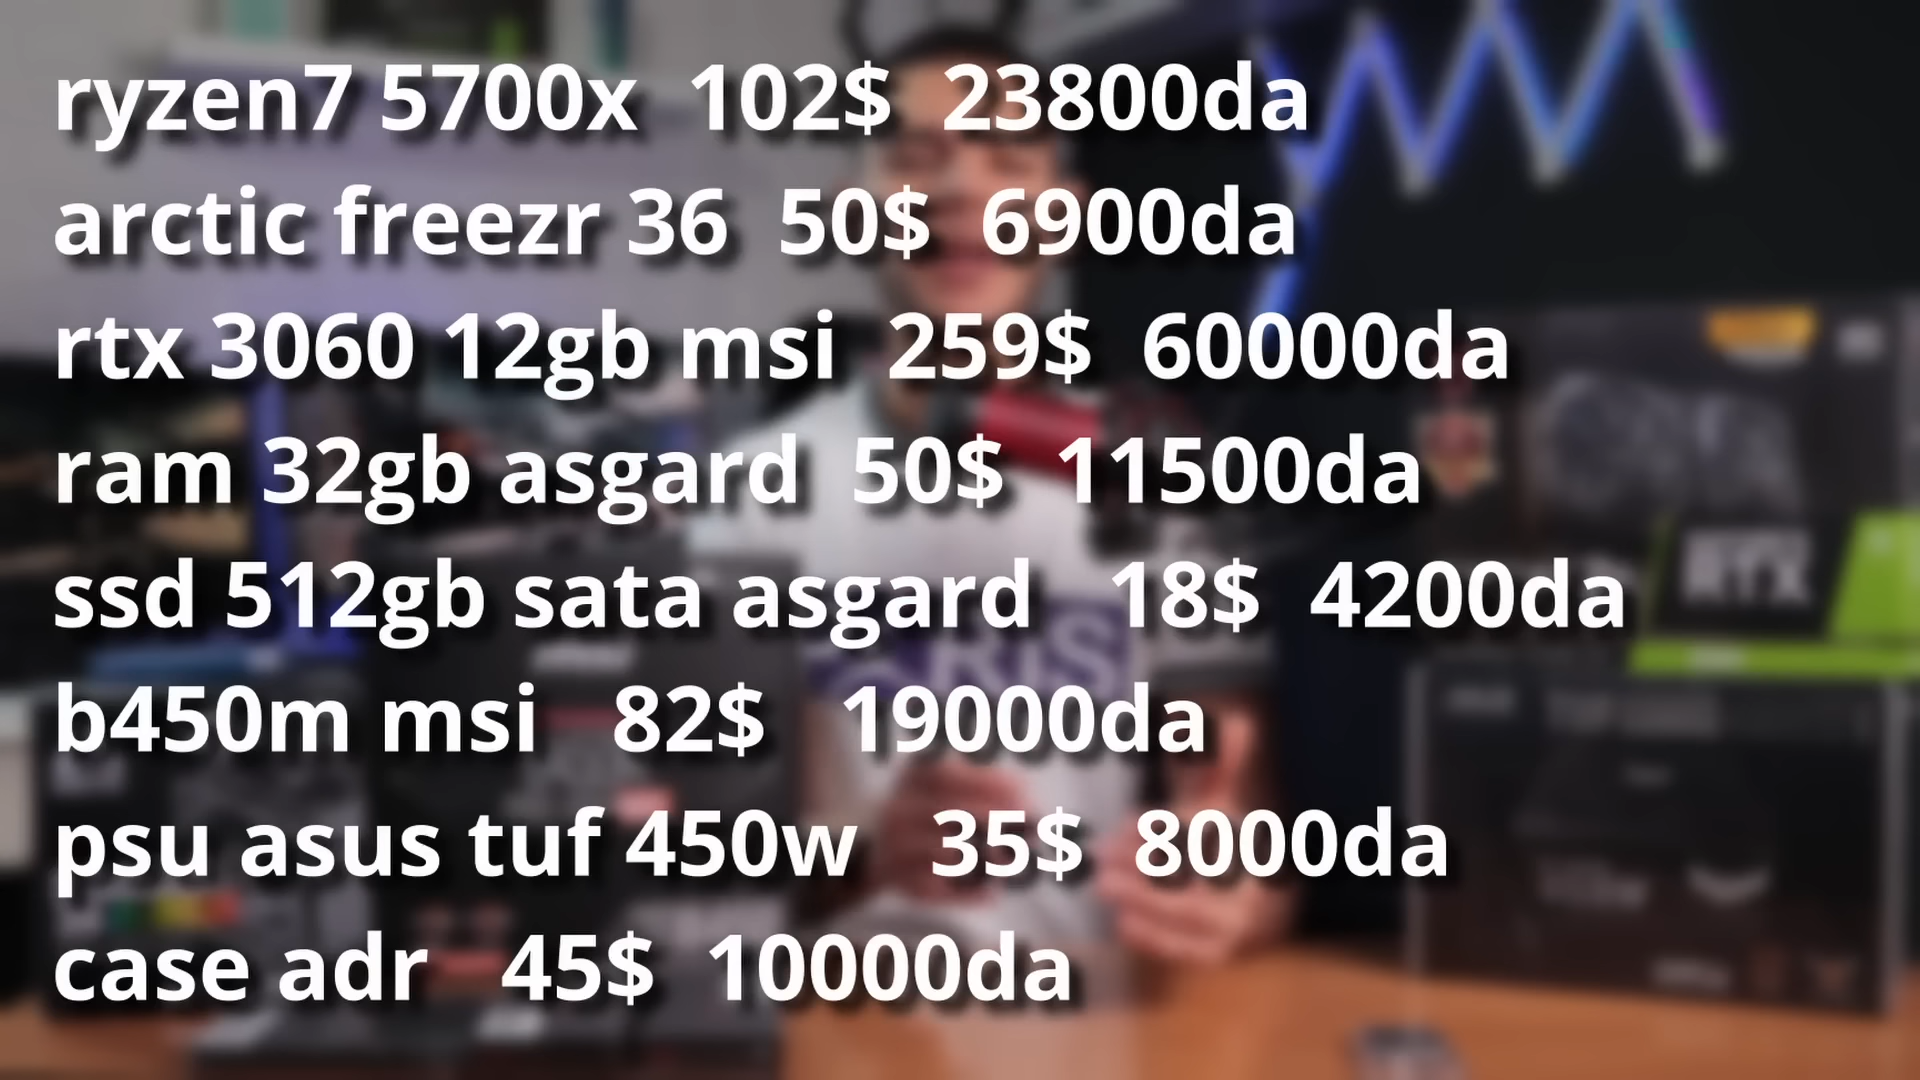 ryzen7 5700x 102$ 23800da
arctic freezr 36 50$ 6900da
rtx 3060 12gb msi 259$ 60000da
ram 32gb asgard 50$ 11500da
ssd 512gb sata asgard 18$ 4200da
b450m msi 82$ 19000da
psu asus tuf 450w 35$ 8000da
case adr 45$ 10000da
RIS
RTX